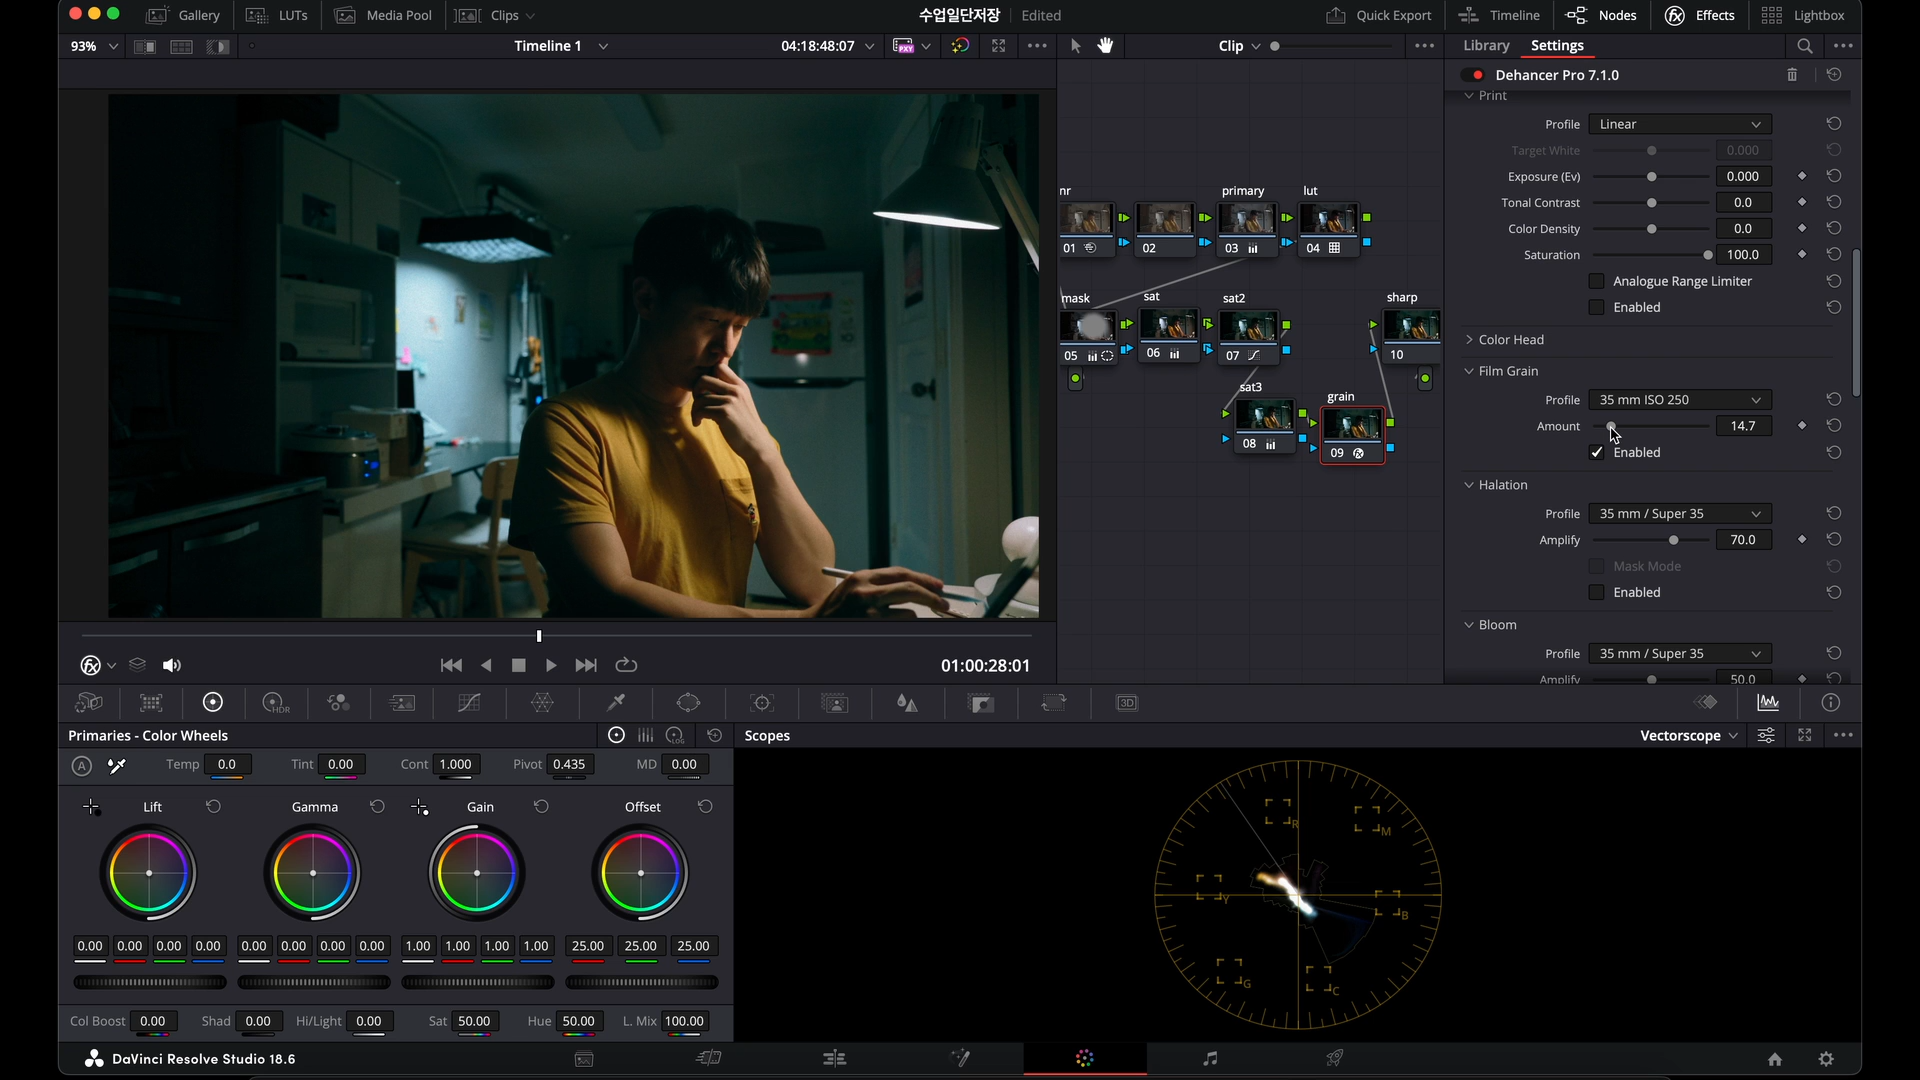 Gallery LUTs Media Pool Clips 수업일단저장 Edited Quick Export Timeline Nodes Effects Lightbox
93% Timeline 1 04:18:48:07 PXY Clip Library Settings
Dehancer Pro 7.1.0
Print
Profile Linear
Target White 0.000
Exposure (Ev) 0.000
Tonal Contrast 0.0
Color Density 0.0
Saturation 100.0
Analogue Range Limiter
Enabled
Color Head
Film Grain
Profile 35 mm ISO 250
Amount 14.7
Enabled
Halation
Profile 35 mm / Super 35
Amplify 70.0
Mask Mode
Enabled
Bloom
Profile 35 mm / Super 35
Amplify 50.0
nr primary lut
01 02 03 04
mask sat sat2 sharp
05 06 07 10
sat3 grain
08 09
01:00:28:01
HDR 3D
Primaries - Color Wheels LOG Scopes Vectorscope
A Temp 0.0 Tint 0.00 Cont 1.000 Pivot 0.435 MD 0.00
Lift Gamma Gain Offset
0.00 0.00 0.00 0.00 0.00 0.00 0.00 0.00 1.00 1.00 1.00 1.00 25.00 25.00 25.00
Col Boost 0.00 Shad 0.00 Hi/Light 0.00 Sat 50.00 Hue 50.00 L. Mix 100.00
R M
Y B
G C
DaVinci Resolve Studio 18.6